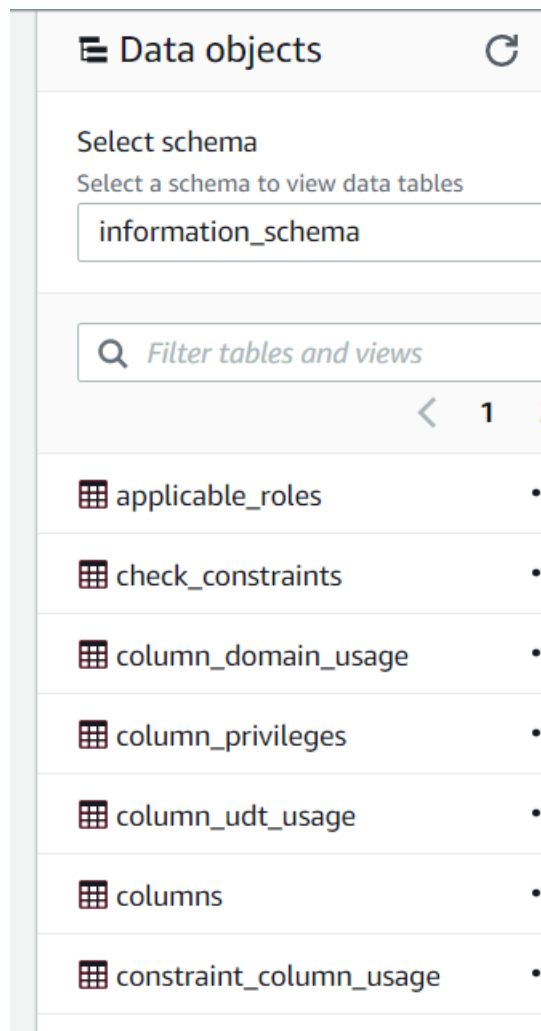 Data objects
Select schema
Select a schema to view data tables
information_schema
Filter tables and views
1
applicable_roles
check_constraints
column_domain_usage
column_privileges
column_udt_usage
columns
constraint_column_usage